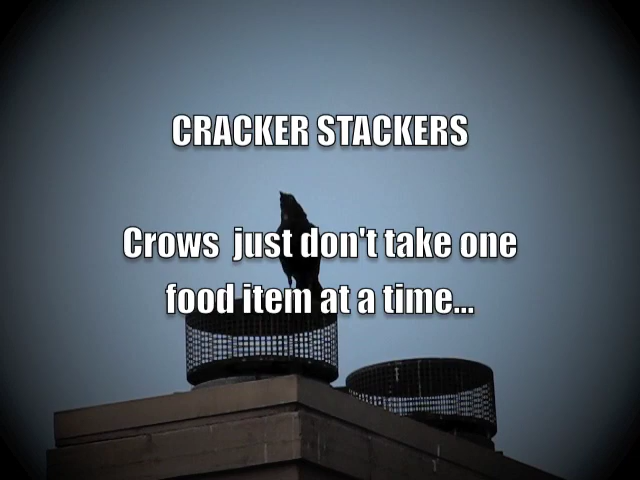 CRACKER STACKERS
Crows  just don't take one
food item at a time...